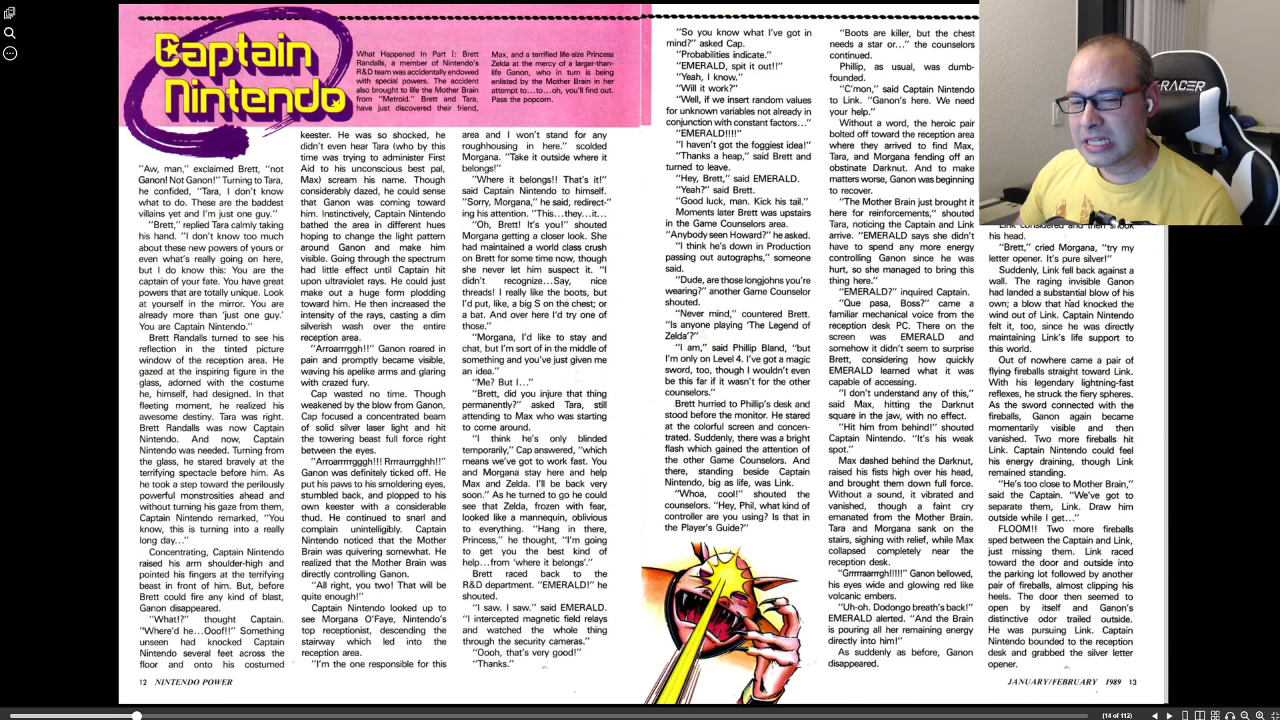 Captain
Nintendo
What Happened In Part I: Brett
Randalls, a member of Nintendo's
R&D team was accidentally endowed
with special powers. The accident
also brought to life the Mother Brain
from "Metroid." Brett and Tara,
have just discovered their friend,
Max, and a terrified life-size Princess
Zelda at the mercy of a larger-than-
life Ganon, who in turn is being
enlisted by the Mother Brain in her
attempt to...to...oh, you'll find out.
Pass the popcorn.
"Aw, man," exclaimed Brett, "not
Ganon! Not Ganon!" Turning to Tara,
he confided, "Tara, I don't know
what to do. These are the baddest
villains yet and I'm just one guy."
"Brett," replied Tara calmly taking
his hand. "I don't know too much
about these new powers of yours or
even what's really going on here,
but I do know this: You are the
captain of your fate. You have great
powers that are totally unique. Look
at yourself in the mirror. You are
already more than 'just one guy.'
You are Captain Nintendo."
Brett Randalls turned to see his
reflection in the tinted picture
window of the reception area. He
gazed at the inspiring figure in the
glass, adorned with the costume
he, himself, had designed. In that
fleeting moment, he realized his
awesome destiny. Tara was right.
Brett Randalls was now Captain
Nintendo. And now, Captain
Nintendo was needed. Turning from
the glass, he stared bravely at the
terrifying spectacle before him. As
he took a step toward the perilously
powerful monstrosities ahead and
without turning his gaze from them,
Captain Nintendo remarked, "You
know, this is turning into a really
long day..."
Concentrating, Captain Nintendo
raised his arm shoulder-high and
pointed his fingers at the terrifying
beast in front of him. But, before
Brett could fire any kind of blast,
Ganon disappeared.
"What!?" thought Captain.
"Where'd he...Ooof!!" Something
unseen had knocked Captain
Nintendo several feet across the
floor and onto his costumed
keester. He was so shocked, he
didn't even hear Tara (who by this
time was trying to administer First
Aid to his unconscious best pal,
Max) scream his name. Though
considerably dazed, he could sense
that Ganon was coming toward
him. Instinctively, Captain Nintendo
bathed the area in different hues
hoping to change the light pattern
around Ganon and make him
visible. Going through the spectrum
had little effect until Captain hit
upon ultraviolet rays. He could just
make out a huge form plodding
toward him. He then increased the
intensity of the rays, casting a dim
silverish wash over the entire
reception area.
"Arroarrrggh!!" Ganon roared in
pain and promptly became visible,
waving his apelike arms and glaring
with crazed fury.
Cap wasted no time. Though
weakened by the blow from Ganon,
Cap focused a concentrated beam
of solid silver laser light and hit
the towering beast full force right
between the eyes.
"Arroarrrrgggh!!! Rrrraurrgghh!!"
Ganon was definitely ticked off. He
put his paws to his smoldering eyes,
stumbled back, and plopped to his
own keester with a considerable
thud. He continued to snarl and
complain unintelligibly. Captain
Nintendo noticed that the Mother
Brain was quivering somewhat. He
realized that the Mother Brain was
directly controlling Ganon.
"All right, you two! That will be
quite enough!"
Captain Nintendo looked up to
see Morgana O'Faye, Nintendo's
top receptionist, descending the
stairway which led into the
reception area.
"I'm the one responsible for this
area and I won't stand for any
roughhousing in here." scolded
Morgana. "Take it outside where it
belongs!"
"Where it belongs!! That's it!"
said Captain Nintendo to himself.
"Sorry, Morgana," he said, redirect-
ing his attention. "This...they...it...
"Oh, Brett! It's you!" shouted
Morgana getting a closer look. She
had maintained a world class crush
on Brett for some time now, though
she never let him suspect it. "I
didn't recognize...Say, nice
threads! I really like the boots, but
I'd put, like, a big S on the chest; or
a bat. And over here I'd try one of
those."
"Morgana, I'd like to stay and
chat, but I'm sort of in the middle of
something and you've just given me
an idea."
"Me? But I..."
"Brett, did you injure that thing
permanently?" asked Tara, still
attending to Max who was starting
to come around.
"I think he's only blinded
temporarily," Cap answered, "which
means we've got to work fast. You
and Morgana stay here and help
Max and Zelda. I'll be back very
soon." As he turned to go he could
see that Zelda, frozen with fear,
looked like a mannequin, oblivious
to everything. "Hang in there,
Princess," he thought, "I'm going
to get you the best kind of
help...from 'where it belongs'."
Brett raced back to the
R&D department. "EMERALD!" he
shouted.
"I saw. I saw." said EMERALD.
"I intercepted magnetic field relays
and watched the whole thing
through the security cameras."
"Oooh, that's very good!"
"Thanks."
"So you know what I've got in
mind?" asked Cap.
"Probabilities indicate."
"EMERALD, spit it out!!"
"Yeah, I know."
"Will it work?"
"Well, if we insert random values
for unknown variables not already in
conjunction with constant factors..."
"EMERALD!!!!"
"I haven't got the foggiest idea!"
"Thanks a heap," said Brett and
turned to leave.
"Hey, Brett," said EMERALD.
"Yeah?" said Brett.
"Good luck, man. Kick his tail."
Moments later Brett was upstairs
in the Game Counselors area.
"Anybody seen Howard?" he asked.
"I think he's down in Production
passing out autographs," someone
said.
"Dude, are those longjohns you're
wearing?" another Game Counselor
shouted.
"Never mind," countered Brett.
"Is anyone playing 'The Legend of
Zelda'?"
"I am," said Phillip Bland, "but
I'm only on Level 4. I've got a magic
sword, too, though I wouldn't even
be this far if it wasn't for the other
counselors."
Brett hurried to Phillip's desk and
stood before the monitor. He stared
at the colorful screen and concen-
trated. Suddenly, there was a bright
flash which gained the attention of
the other Game Counselors. And
there, standing beside Captain
Nintendo, big as life, was Link.
"Whoa, cool!" shouted the
counselors. "Hey, Phil, what kind of
controller are you using? Is that in
the Player's Guide?"
"Boots are killer, but the chest
needs a star or..." the counselors
continued.
Phillip, as usual, was dumb-
founded.
"C'mon," said Captain Nintendo
to Link. "Ganon's here. We need
your help."
Without a word, the heroic pair
bolted off toward the reception area
where they arrived to find Max,
Tara, and Morgana fending off an
obstinate Darknut. And to make
matters worse, Ganon was beginning
to recover.
"The Mother Brain just brought it
here for reinforcements," shouted
Tara, noticing the Captain and Link
arrive. "EMERALD says she didn't
have to spend any more energy
controlling Ganon since he was
hurt, so she managed to bring this
thing here."
"EMERALD?" inquired Captain.
"Que pasa, Boss?" came a
familiar mechanical voice from the
reception desk PC. There on the
screen was EMERALD and
somehow it didn't seem to surprise
Brett, considering how quickly
EMERALD learned what it was
capable of accessing.
"I don't understand any of this,"
said Max, hitting the Darknut
square in the jaw, with no effect.
"Hit him from behind!" shouted
Captain Nintendo. "It's his weak
spot."
Max dashed behind the Darknut,
raised his fists high over his head,
and brought them down full force.
Without a sound, it vibrated and
vanished, though a faint cry
emanated from the Mother Brain.
Tara and Morgana sank on the
stairs, sighing with relief, while Max
collapsed completely near the
reception desk.
"Grrrraarrrgh!!!!!" Ganon bellowed,
his eyes wide and glowing red like
volcanic embers.
"Uh-oh. Dodongo breath's back!"
EMERALD alerted. "And the Brain
is pouring all her remaining energy
directly into him!"
As suddenly as before, Ganon
disappeared.
Link considered and then shook
his head.
"Brett," cried Morgana, "try my
letter opener. It's pure silver!"
Suddenly, Link fell back against a
wall. The raging invisible Ganon
had landed a substantial blow of his
own; a blow that had knocked the
wind out of Link. Captain Nintendo
felt it, too, since he was directly
maintaining Link's life support to
this world.
Out of nowhere came a pair of
flying fireballs straight toward Link.
With his legendary lightning-fast
reflexes, he struck the fiery spheres.
As the sword connected with the
fireballs, Ganon again became
momentarily visible and then
vanished. Two more fireballs hit
Link. Captain Nintendo could feel
his energy draining, though Link
remained standing.
"He's too close to Mother Brain,"
said the Captain. "We've got to
separate them, Link. Draw him
outside while I get..."
FLOOM!! Two more fireballs
sped between the Captain and Link,
just missing them. Link raced
toward the door and outside into
the parking lot followed by another
pair of fireballs, almost clipping his
heels. The door then seemed to
open by itself and Ganon's
distinctive odor trailed outside.
He was pursuing Link. Captain
Nintendo bounded to the reception
desk and grabbed the silver letter
opener.
12 NINTENDO POWER
JANUARY/FEBRUARY 1989 13
ACER
(14 of 112)